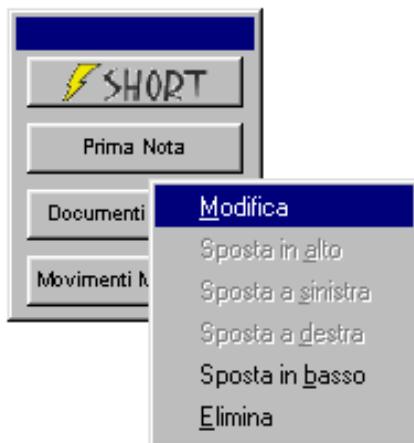 SHORT
Prima Nota
Documenti
Movimenti M
Modifica
Sposta in alto
Sposta a sinistra
Sposta a destra
Sposta in basso
Elimina